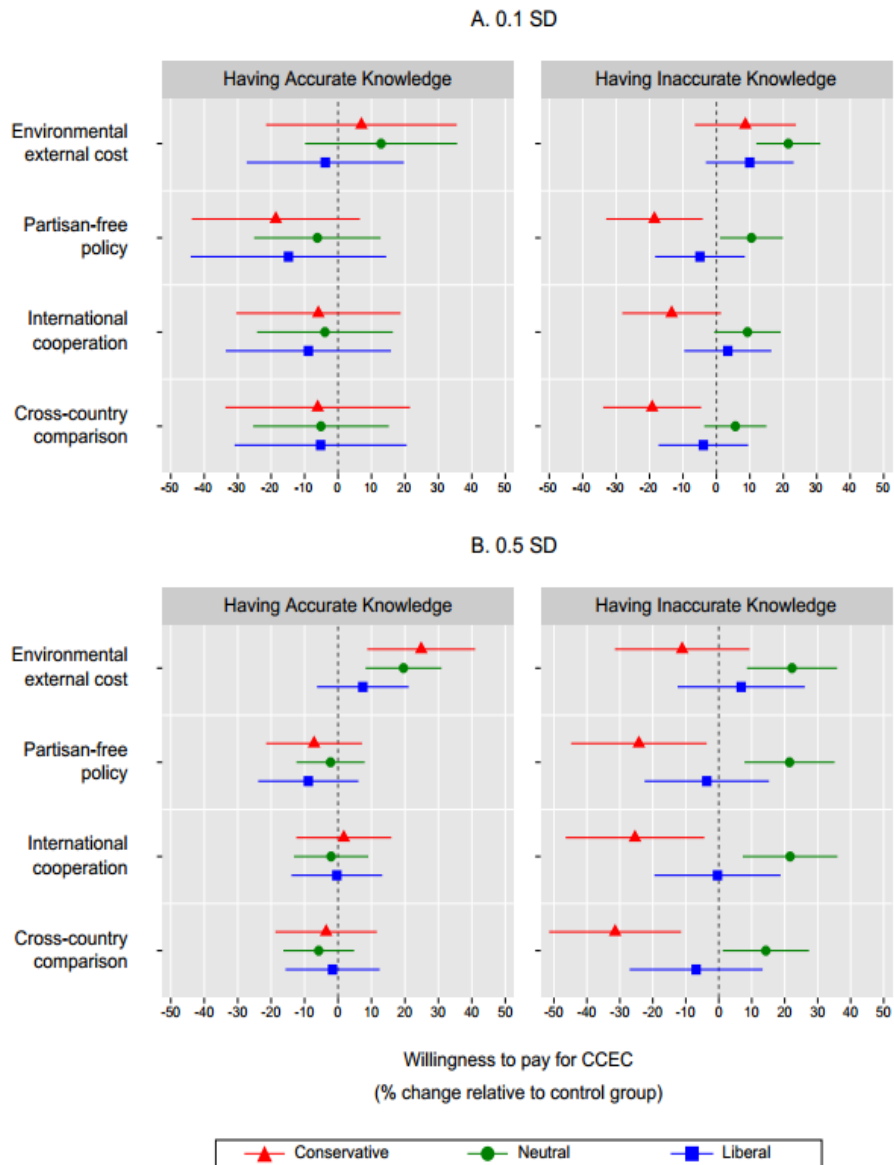 A. 0.1 SD
Having Accurate Knowledge
Having Inaccurate Knowledge
Environmental
external cost
Partisan-free
policy
International
cooperation
Cross-country
comparison
-50 -40 -30 -20 -10 0 10 20 30 40 50
-50 -40 -30 -20 -10 0 10 20 30 40 50
B. 0.5 SD
Having Accurate Knowledge
Having Inaccurate Knowledge
Environmental
external cost
Partisan-free
policy
International
cooperation
Cross-country
comparison
-50 -40 -30 -20 -10 0 10 20 30 40 50
-50 -40 -30 -20 -10 0 10 20 30 40 50
Willingness to pay for CCEC
(% change relative to control group)
Conservative Neutral Liberal